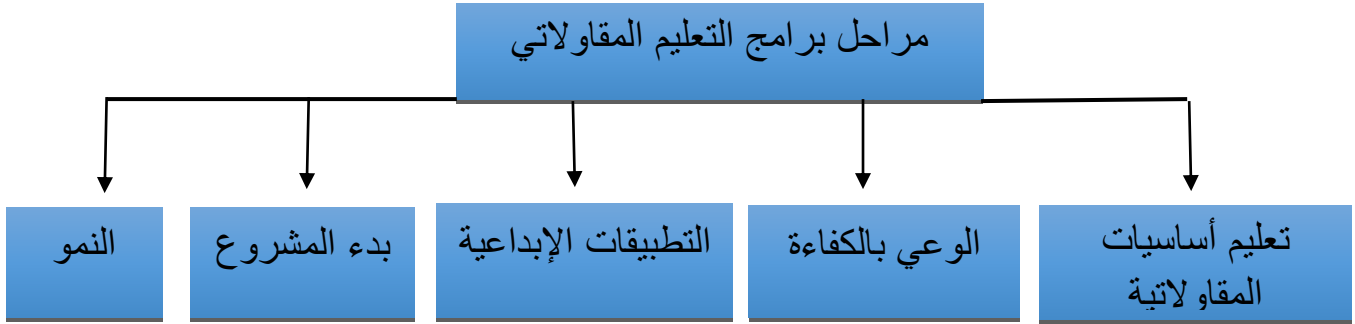 مراحل برامج التعليم المقاولاتي
تعليم أساسيات
المقاولاتية
الوعي بالكفاءة
التطبيقات الإبداعية
بدء المشروع
النمو